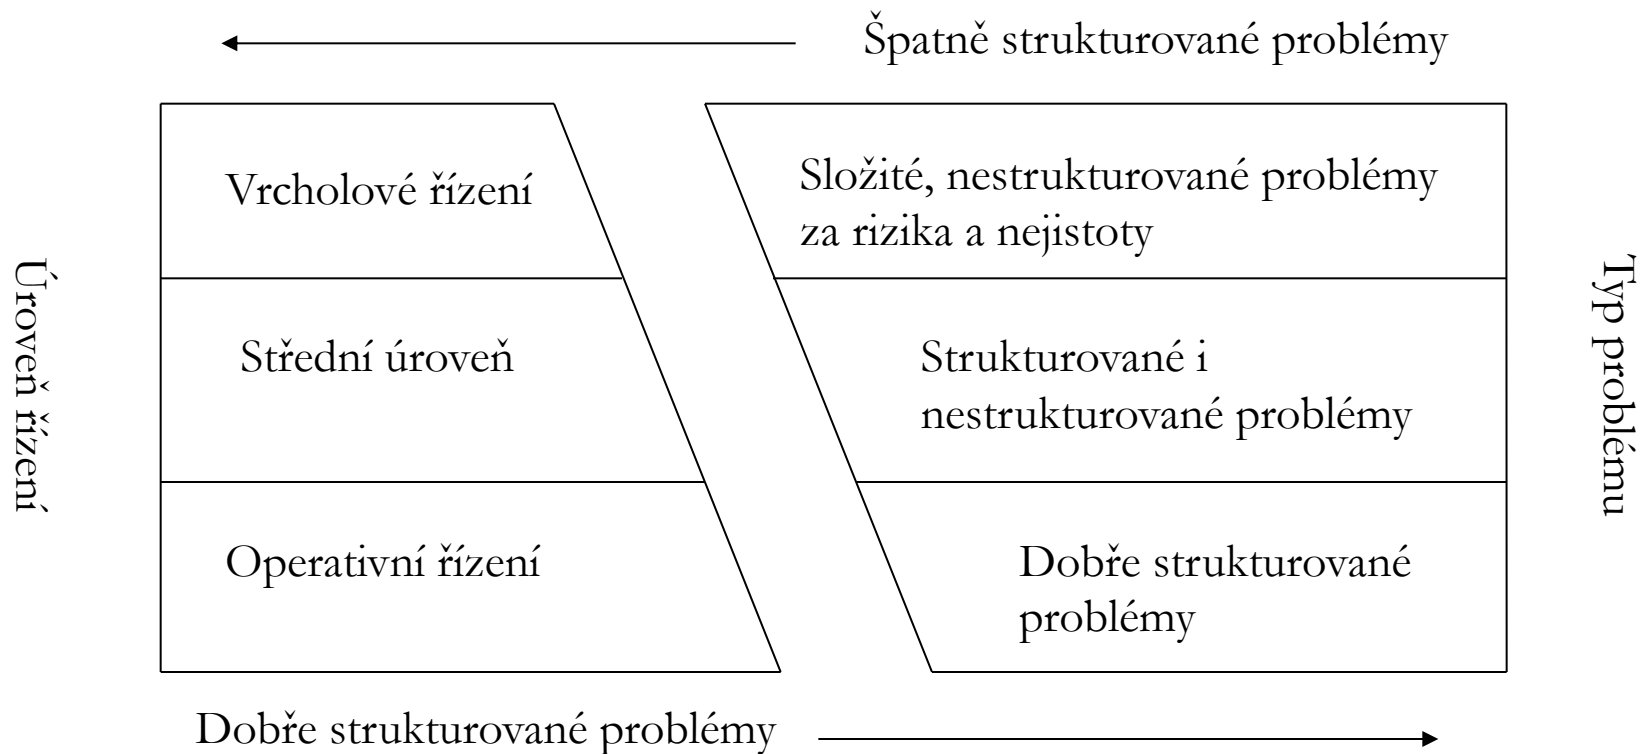 Špatně strukturované problémy
Vrcholové řízení
Složité, nestrukturované problémy
za rizika a nejistoty
Úroveň řízení
Střední úroveň
Strukturované i
nestrukturované problémy
Typ problému
Operativní řízení
Dobře strukturované
problémy
Dobře strukturované problémy